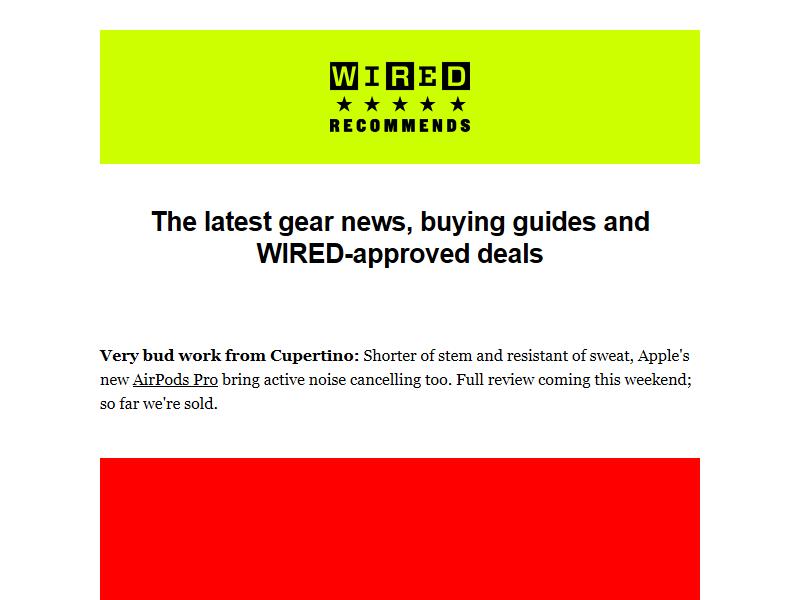 WIRED
★★★★★
RECOMMENDS
The latest gear news, buying guides and
WIRED-approved deals
Very bud work from Cupertino: Shorter of stem and resistant of sweat, Apple's
new AirPods Pro bring active noise cancelling too. Full review coming this weekend;
so far we're sold.